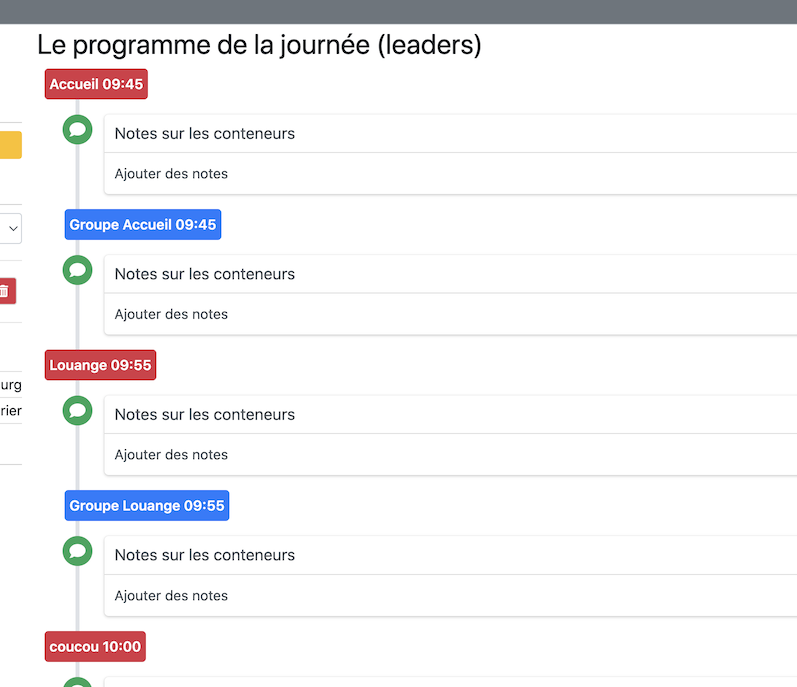 Le programme de la journée (leaders)
Accueil 09:45
Notes sur les conteneurs
Ajouter des notes
Groupe Accueil 09:45
Notes sur les conteneurs
Ajouter des notes
Louange 09:55
urg
rier
Notes sur les conteneurs
Ajouter des notes
Groupe Louange 09:55
Notes sur les conteneurs
Ajouter des notes
coucou 10:00